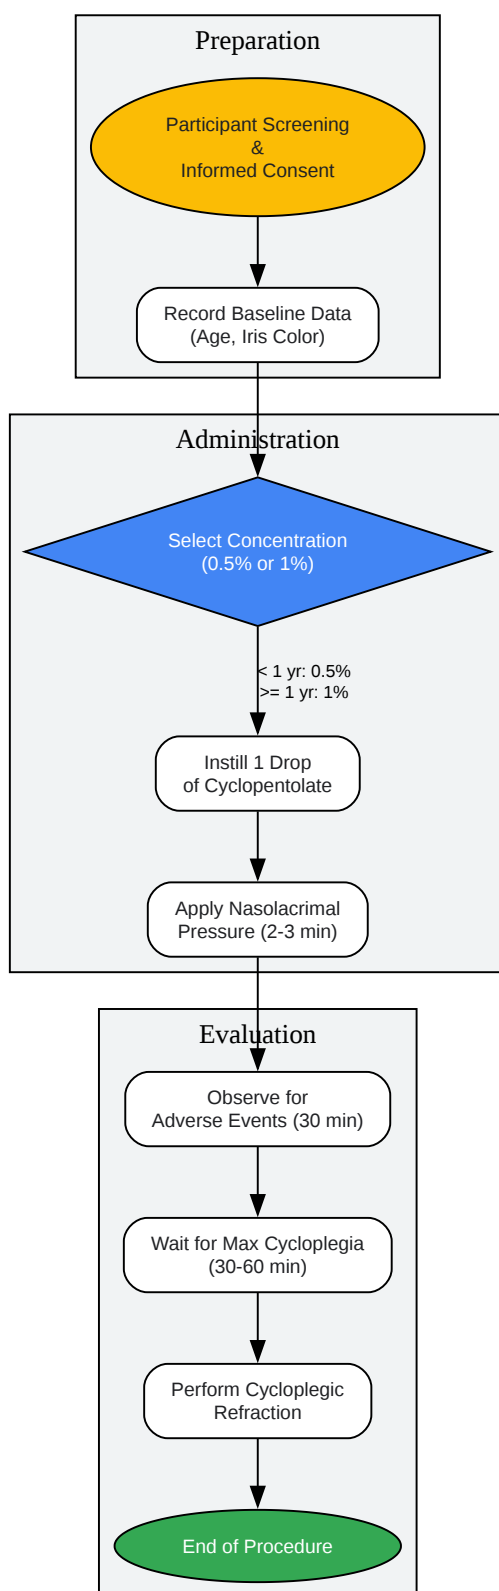 Preparation
Participant Screening
&
Informed Consent
Record Baseline Data
(Age, Iris Color)
Administration
Select Concentration
(0.5% or 1%)
< 1 yr: 0.5%
>= 1 yr: 1%
Instill 1 Drop
of Cyclopentolate
Apply Nasolacrimal
Pressure (2-3 min)
Evaluation
Observe for
Adverse Events (30 min)
Wait for Max Cycloplegia
(30-60 min)
Perform Cycloplegic
Refraction
End of Procedure